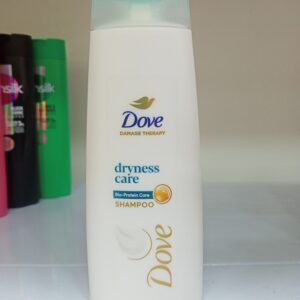 Dove
DAMAGE THERAPY
dryness
care
Bio-Protein Care
SHAMPOO
Dove